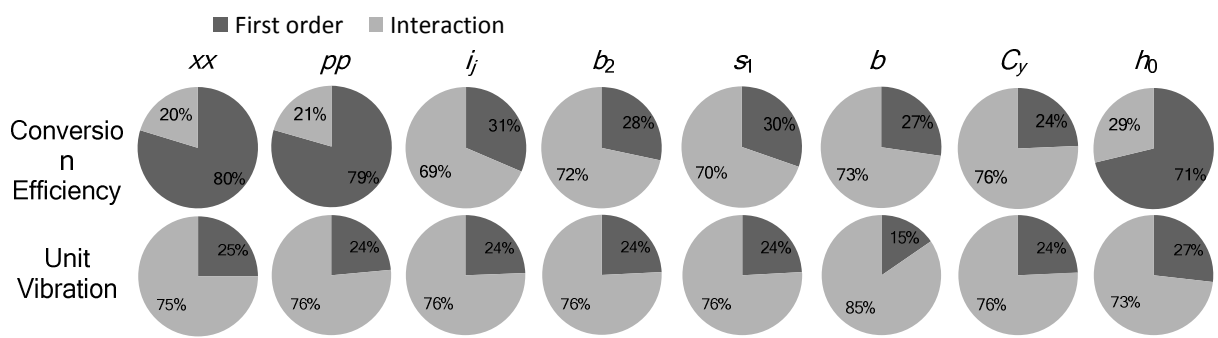 First order Interaction
xx pp ij b2 s1 b Cy h0
Conversio
n
Efficiency
20% 80% 21% 79% 31% 69% 28% 72% 30% 70% 27% 73% 24% 76% 29% 71%
Unit
Vibration
25% 75% 24% 76% 24% 76% 24% 76% 24% 76% 15% 85% 24% 76% 27% 73%